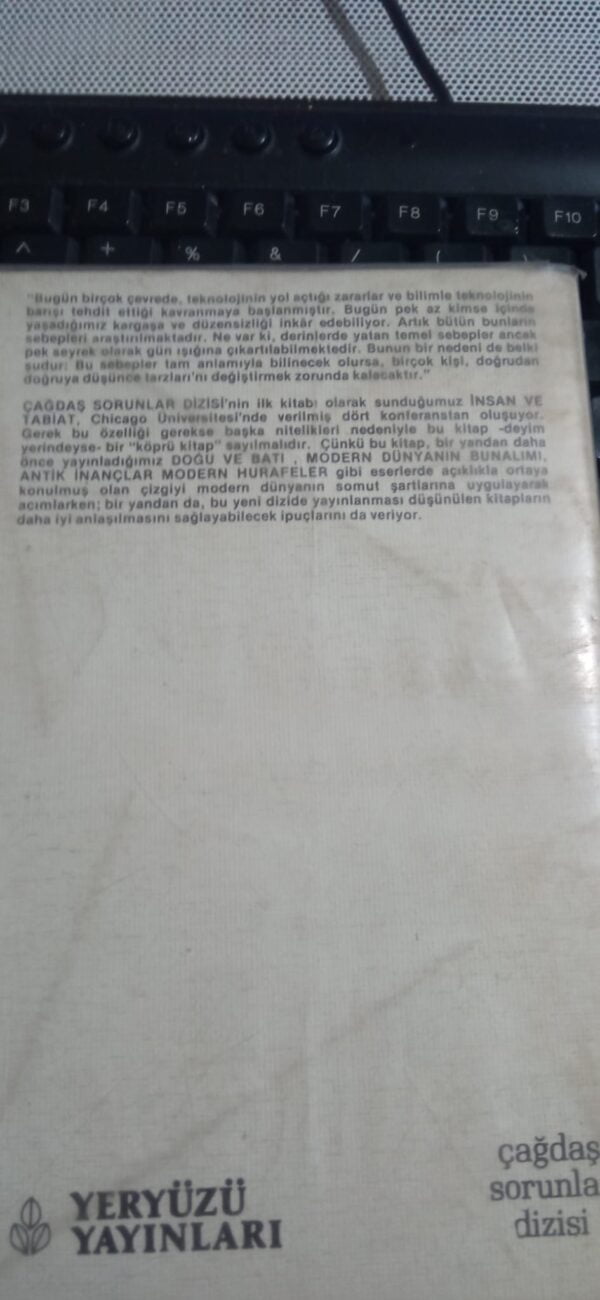 F3 F4 F5 F6 F7 F8 F9 F10
^ + % & / ( )
"Bugün birçok çevrede, teknolojinin yol açtığı zararlar ve bilimle teknolojinin
barışı tehdit ettiği kavranmaya başlanmıştır. Bugün pek az kimse içinde
yaşadığımız kargaşa ve düzensizliği inkâr edebiliyor. Artık bütün bunların
sebepleri araştırılmaktadır. Ne var ki, derinlerde yatan temel sebepler ancak
pek seyrek olarak gün ışığına çıkartılabilmektedir. Bunun bir nedeni de belki
şudur: Bu sebepler tam anlamıyla bilinecek olursa, birçok kişi, doğrudan
doğruya düşünce tarzları'nı değiştirmek zorunda kalacaktır."
ÇAĞDAŞ SORUNLAR DİZİSİ'nin ilk kitabı olarak sunduğumuz İNSAN VE
TABİAT, Chicago Üniversitesi'nde verilmiş dört konferanstan oluşuyor.
Gerek bu özelliği gerekse başka nitelikleri nedeniyle bu kitap -deyim
yerindeyse- bir "köprü kitap" sayılmalıdır. Çünkü bu kitap, bir yandan daha
önce yayınladığımız DOĞU VE BATI , MODERN DÜNYANIN BUNALIMI,
ANTİK İNANÇLAR MODERN HURAFELER gibi eserlerde açıklıkla ortaya
konulmuş olan çizgiyi modern dünyanın somut şartlarına uygulayarak
acımlarken; bir yandan da, bu yeni dizide yayınlanması düşünülen kitapların
daha iyi anlaşılmasını sağlayabilecek ipuçlarını da veriyor.
YERYÜZÜ
YAYINLARI
çağdaş
sorunla
dizisi